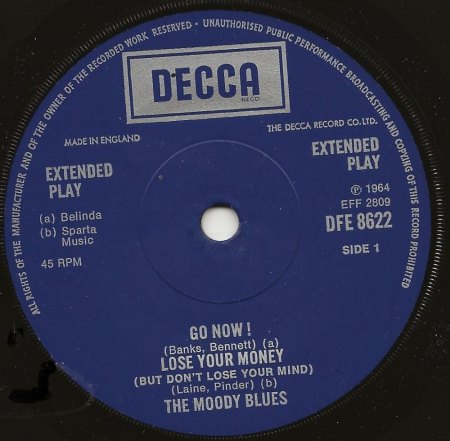 ALL RIGHTS OF THE MANUFACTURER AND OF THE OWNER OF THE RECORDED WORK RESERVED - UNAUTHORISED PUBLIC PERFORMANCE BROADCASTING AND COPYING OF THIS RECORD PROHIBITED
DECCA
REGD
MADE IN ENGLAND
THE DECCA RECORD CO. LTD.
EXTENDED
PLAY
EXTENDED
PLAY
(a) Belinda
(b) Sparta
Music
℗ 1964
EFF 2809
DFE 8622
45 RPM
SIDE 1
GO NOW !
(Banks, Bennett) (a)
LOSE YOUR MONEY
(BUT DON'T LOSE YOUR MIND)
(Laine, Pinder) (b)
THE MOODY BLUES